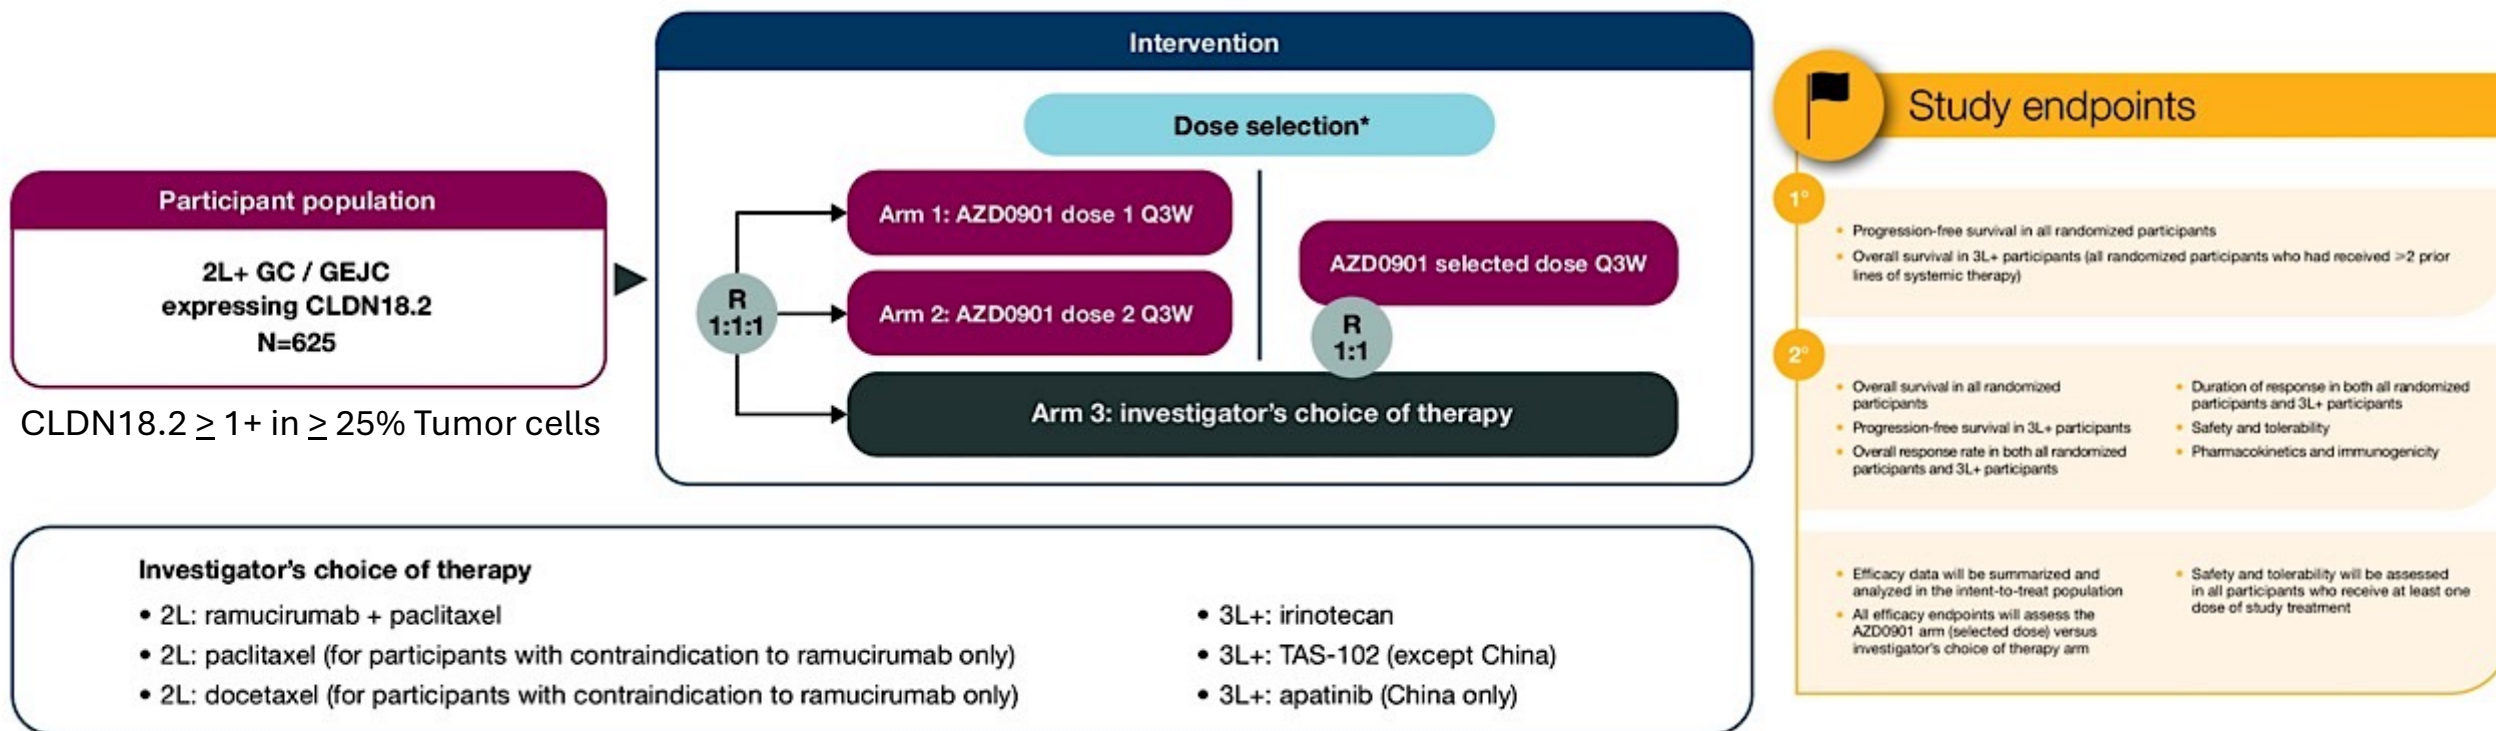 Participant population
2L+ GC / GEJC
expressing CLDN18.2
N=625
CLDN18.2 ≥ 1+ in ≥ 25% Tumor cells
Intervention
Dose selection*
R
1:1:1
Arm 1: AZD0901 dose 1 Q3W
Arm 2: AZD0901 dose 2 Q3W
AZD0901 selected dose Q3W
R
1:1
Arm 3: investigator's choice of therapy
Investigator's choice of therapy
• 2L: ramucirumab + paclitaxel
• 2L: paclitaxel (for participants with contraindication to ramucirumab only)
• 2L: docetaxel (for participants with contraindication to ramucirumab only)
• 3L+: irinotecan
• 3L+: TAS-102 (except China)
• 3L+: apatinib (China only)
Study endpoints
1°
• Progression-free survival in all randomized participants
• Overall survival in 3L+ participants (all randomized participants who had received ≥2 prior
lines of systemic therapy)
2°
• Overall survival in all randomized
participants
• Progression-free survival in 3L+ participants
• Overall response rate in both all randomized
participants and 3L+ participants
• Duration of response in both all randomized
participants and 3L+ participants
• Safety and tolerability
• Pharmacokinetics and immunogenicity
• Efficacy data will be summarized and
analyzed in the intent-to-treat population
• All efficacy endpoints will assess the
AZD0901 arm (selected dose) versus
investigator's choice of therapy arm
• Safety and tolerability will be assessed
in all participants who receive at least one
dose of study treatment